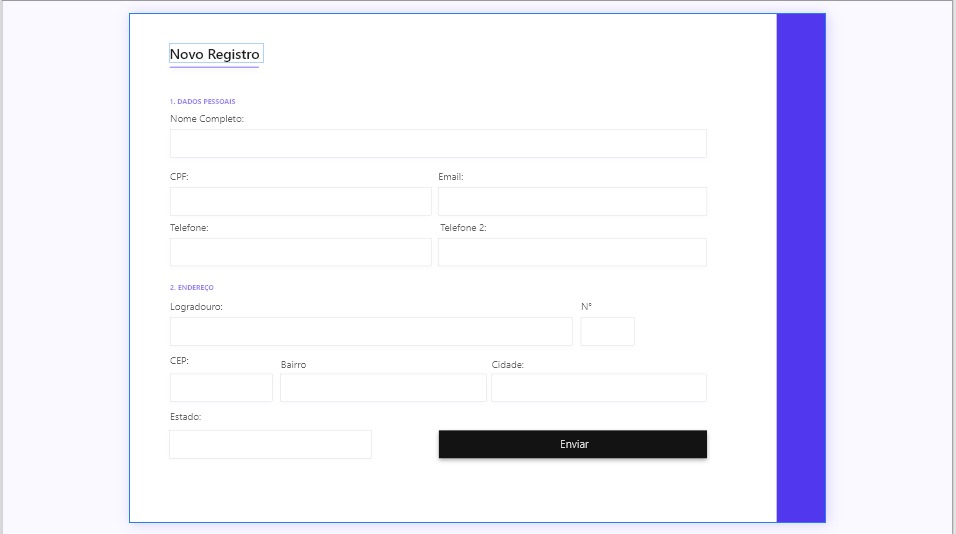 Novo Registro
1. DADOS PESSOAIS
Nome Completo:
CPF:
Email:
Telefone:
Telefone 2:
2. ENDEREÇO
Logradouro:
N°
CEP:
Bairro
Cidade:
Estado:
Enviar